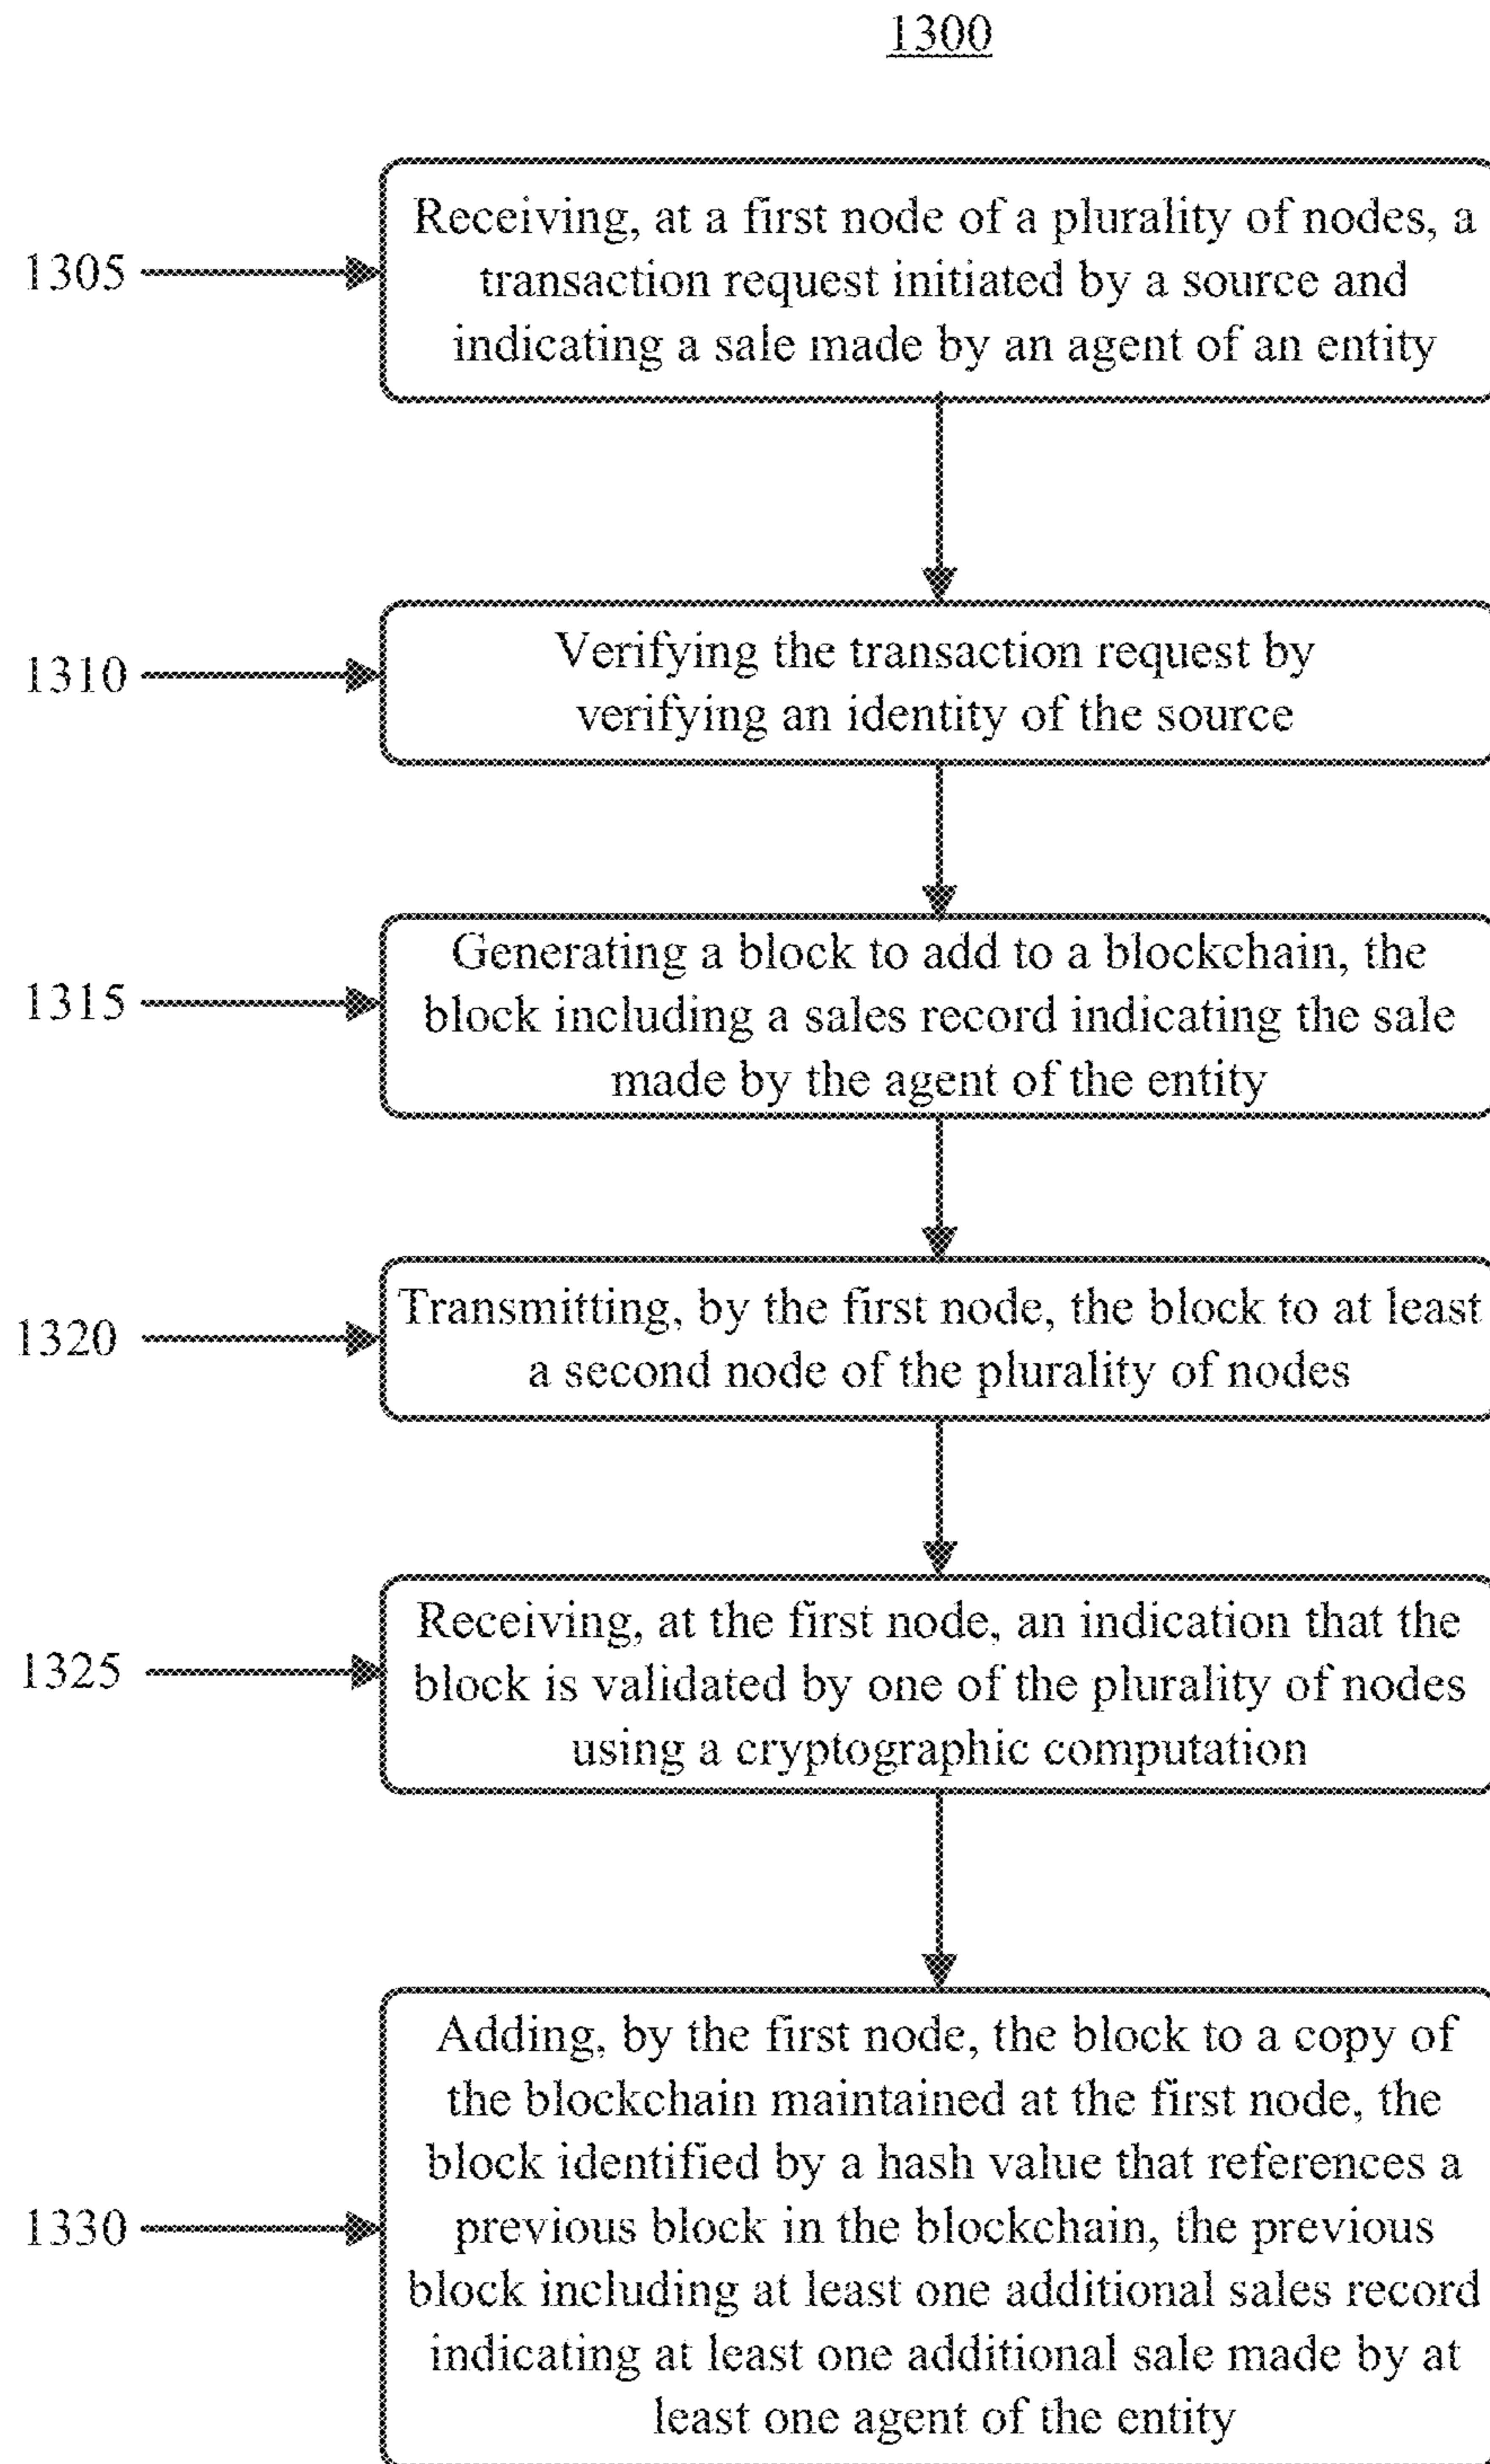 1300
Receiving, at a first node of a plurality of nodes, a
1305
transaction request initiated by a source and
indicating a sale made by an agent of an entity
Verifying the transaction request by
1310
verifying an identity of the source
Generating a block to add to a blockchain, the
1315
block including a sales record indicating the sale
made by the agent of the entity
Transmitting, by the first node, the block to at least
1320
a second node of the plurality of nodes
Receiving, at the first node, an indication that the
1325
block is validated by one of the plurality of nodes
using a cryptographic computation
Adding, by the first node, the block to a copy of
the blockchain maintained at the first node, the
block identified by a hash value that references a
1330
previous block in the blockchain, the previous
block including at least one additional sales record
indicating at least one additional sale made by at
least one agent of the entity